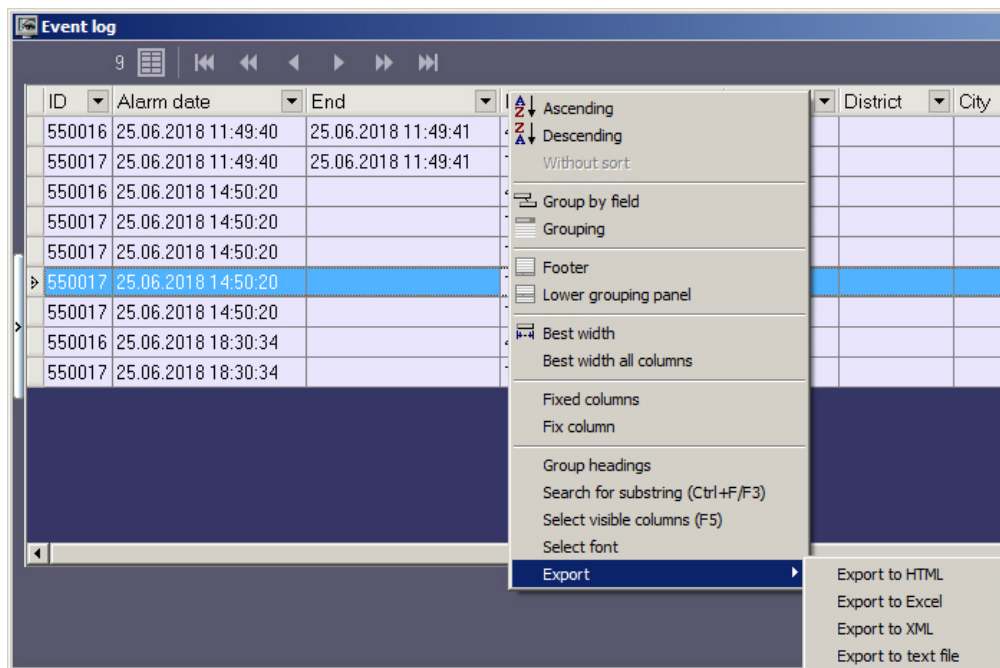 Event log
9
ID Alarm date End District City
550016 25.06.2018 11:49:40 25.06.2018 11:49:41
550017 25.06.2018 11:49:40 25.06.2018 11:49:41
550016 25.06.2018 14:50:20
550017 25.06.2018 14:50:20
550017 25.06.2018 14:50:20
550017 25.06.2018 14:50:20
550017 25.06.2018 14:50:20
550016 25.06.2018 18:30:34
550017 25.06.2018 18:30:34
Ascending
Descending
Without sort
Group by field
Grouping
Footer
Lower grouping panel
Best width
Best width all columns
Fixed columns
Fix column
Group headings
Search for substring (Ctrl+F/F3)
Select visible columns (F5)
Select font
Export
Export to HTML
Export to Excel
Export to XML
Export to text file